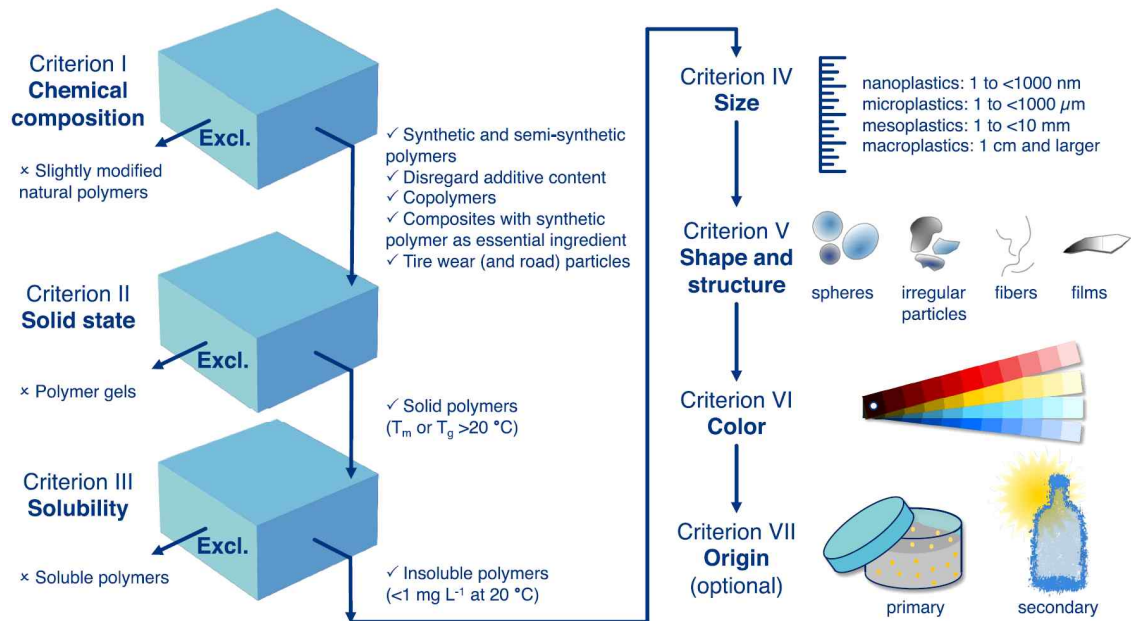 Criterion I
Chemical
composition
Excl.
× Slightly modified
natural polymers
✓ Synthetic and semi-synthetic
polymers
✓ Disregard additive content
✓ Copolymers
✓ Composites with synthetic
polymer as essential ingredient
✓ Tire wear (and road) particles
Criterion II
Solid state
Excl.
× Polymer gels
✓ Solid polymers
(Tm or Tg >20 °C)
Criterion III
Solubility
Excl.
× Soluble polymers
✓ Insoluble polymers
(<1 mg L⁻¹ at 20 °C)
Criterion IV
Size
nanoplastics: 1 to <1000 nm
microplastics: 1 to <1000 µm
mesoplastics: 1 to <10 mm
macroplastics: 1 cm and larger
Criterion V
Shape and
structure
spheres
irregular
particles
fibers
films
Criterion VI
Color
Criterion VII
Origin
(optional)
primary
secondary